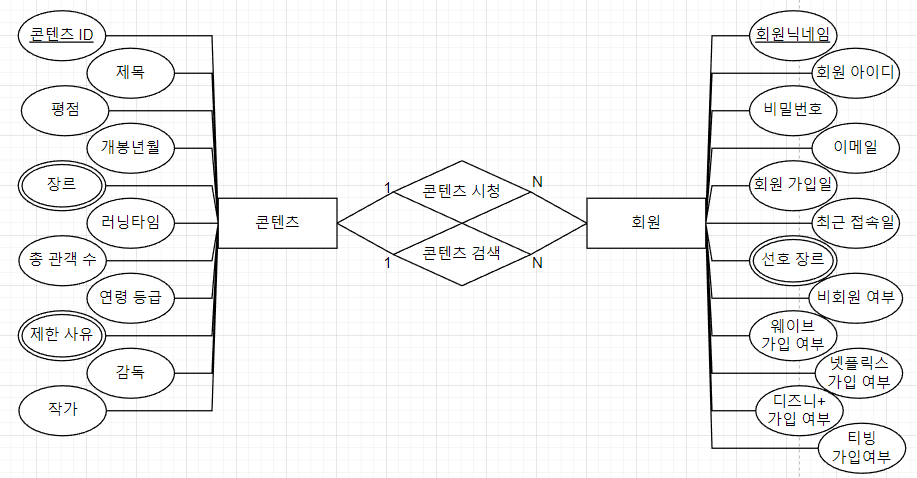 콘텐츠 ID
제목
평점
개봉년월
장르
러닝타임
총 관객 수
연령 등급
제한 사유
감독
작가
콘텐츠
1
콘텐츠 시청
N
1
콘텐츠 검색
N
회원
회원닉네임
회원 아이디
비밀번호
이메일
회원 가입일
최근 접속일
선호 장르
비회원 여부
웨이브
가입 여부
넷플릭스
가입 여부
디즈니+
가입 여부
티빙
가입여부